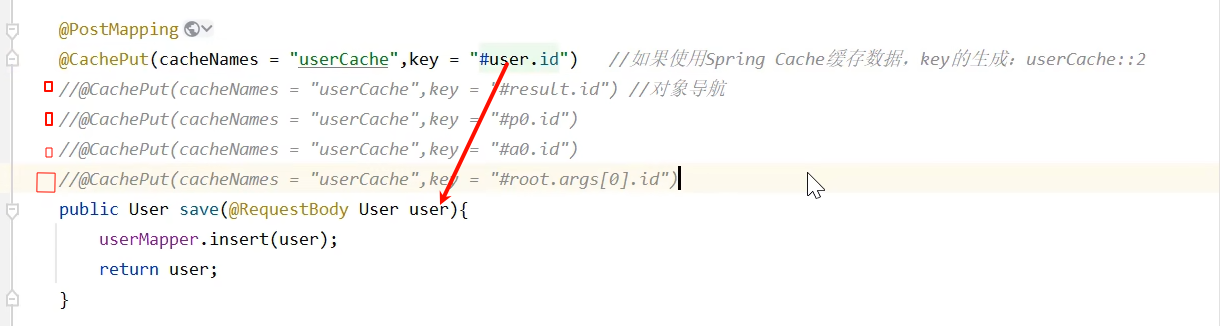 @PostMapping
@CachePut(cacheNames = "userCache",key = "#user.id")   //如果使用Spring Cache缓存数据，key的生成：userCache::2
//@CachePut(cacheNames = "userCache",key = "#result.id") //对象导航
//@CachePut(cacheNames = "userCache",key = "#p0.id")
//@CachePut(cacheNames = "userCache",key = "#a0.id")
//@CachePut(cacheNames = "userCache",key = "#root.args[0].id")
public User save(@RequestBody User user){
    userMapper.insert(user);
    return user;
}